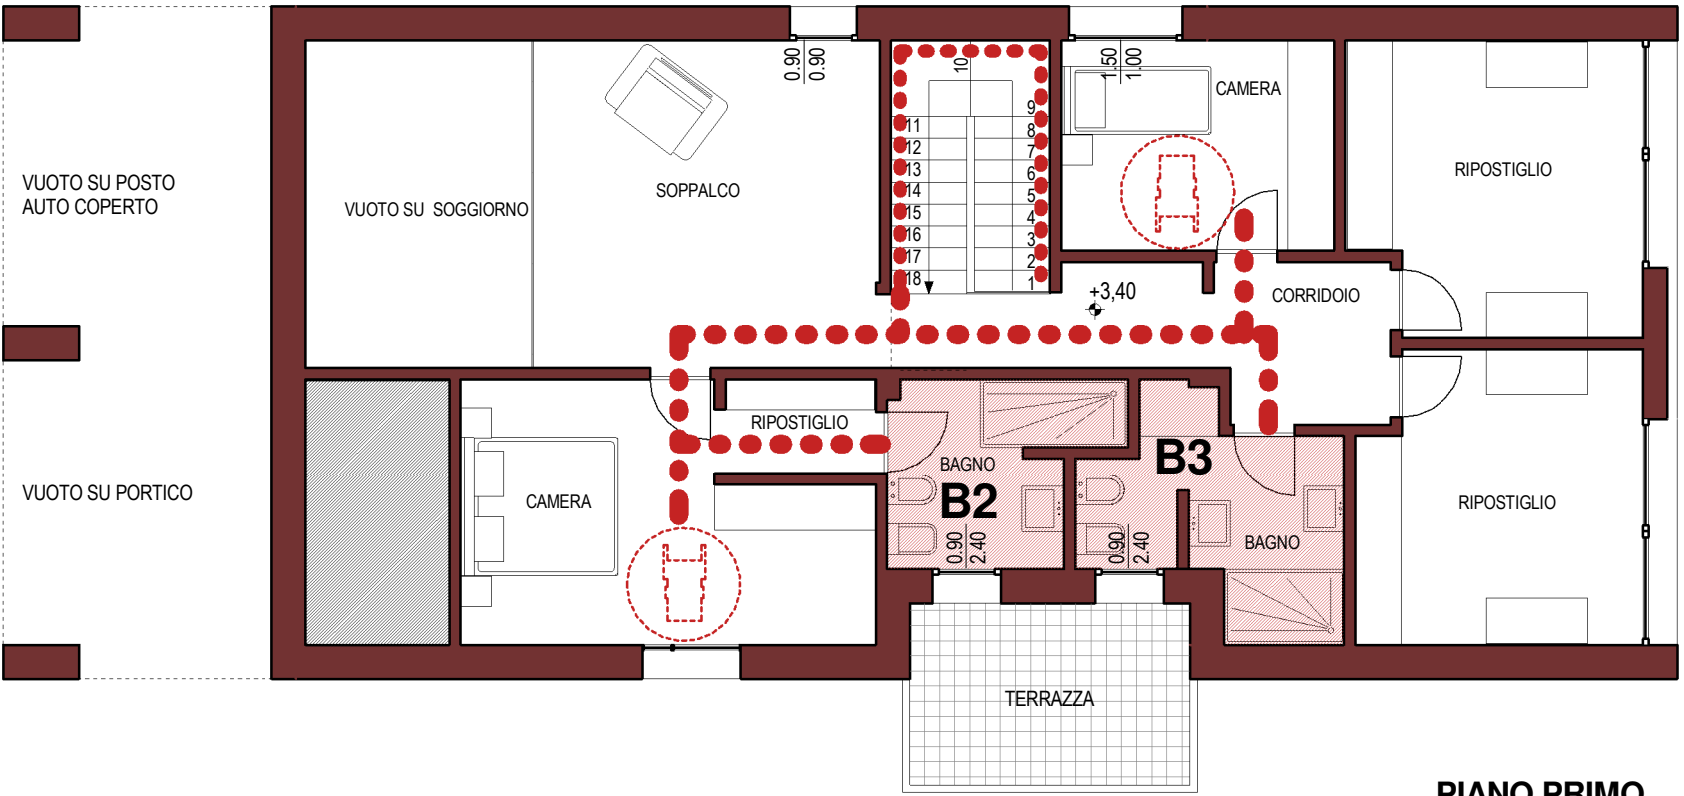 0.90
0.90
10
1.50
1.00
CAMERA
9
8
7
6
5
4
3
2
1
11
12
13
14
15
16
17
18
VUOTO SU POSTO
AUTO COPERTO
VUOTO SU SOGGIORNO
SOPPALCO
RIPOSTIGLIO
+3,40
CORRIDOIO
RIPOSTIGLIO
BAGNO
B2
0.90
2.40
B3
0.90
2.40
BAGNO
CAMERA
VUOTO SU PORTICO
RIPOSTIGLIO
TERRAZZA
PIANO PRIMO